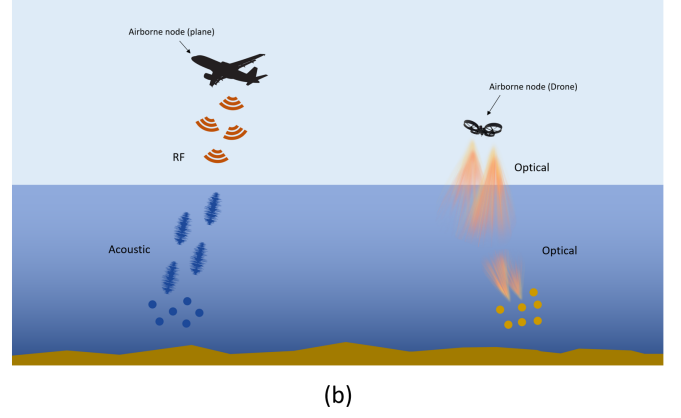 Airborne node (plane)
Airborne node (Drone)
RF
Optical
Acoustic
Optical
(b)